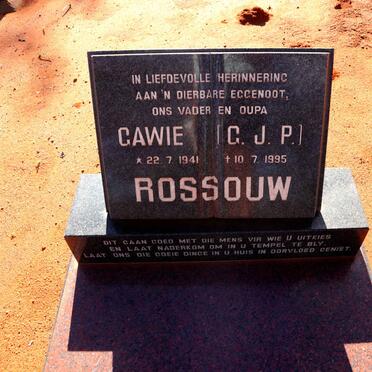 IN LIEFDEVOLLE HERINNERING
AAN 'N DIERBARE EGGENOOT,
ONS VADER EN OUPA
GAWIE [G. J. P.]
* 22. 7. 1941 + 10. 7. 1995
ROSSOUW
DIT GAAN GOED MET DIE MENS VIR WIE U UITKIES
EN LAAT NADERKOM OM IN U TEMPEL TE BLY.
LAAT ONS DIE GOEIE DINGE IN U HUIS IN OORVLOED GENIET.